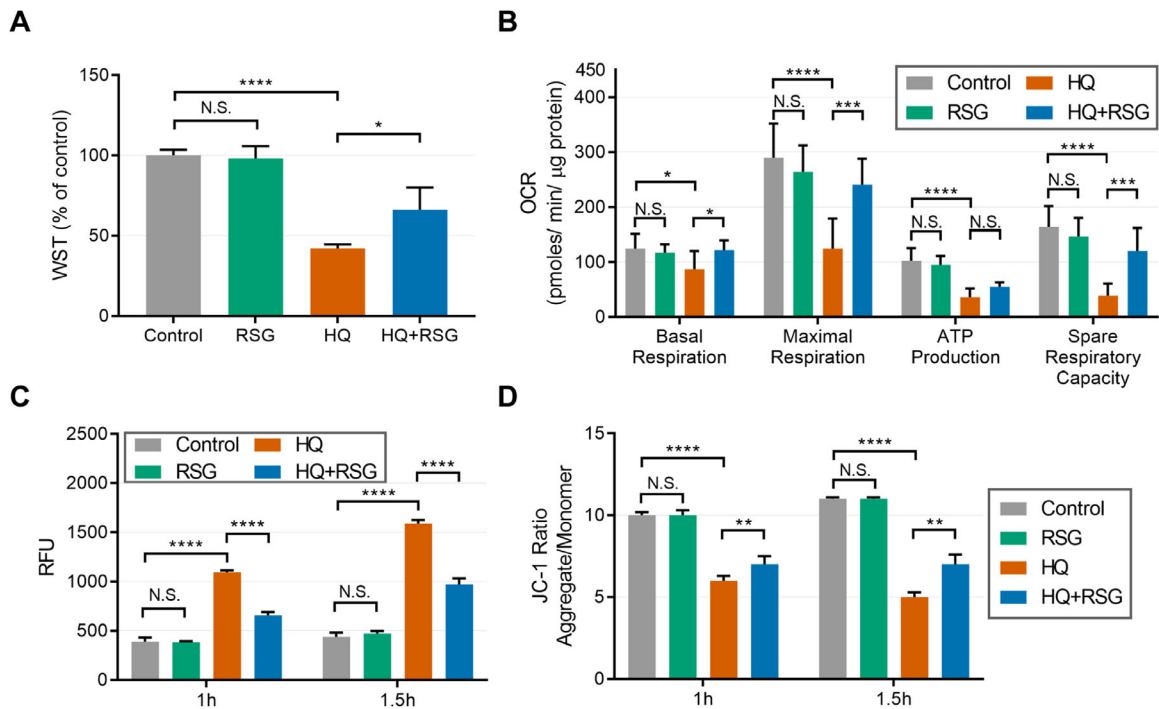 A
WST (% of control)
150
100
50
0
****
N.S.
*
Control RSG HQ HQ+RSG
B
OCR
(pmoles/ min/ µg protein)
450
300
200
100
0
Control HQ
RSG HQ+RSG
*
N.S.
*
****
N.S.
***
****
N.S.
N.S.
****
N.S.
***
Basal
Respiration
Maximal
Respiration
ATP
Production
Spare
Respiratory
Capacity
C
RFU
2500
2000
1500
1000
500
0
Control HQ
RSG HQ+RSG
****
N.S.
****
****
N.S.
****
1h 1.5h
D
JC-1 Ratio
Aggregate/Monomer
15
10
5
0
****
N.S.
**
****
N.S.
**
1h 1.5h
Control
RSG
HQ
HQ+RSG